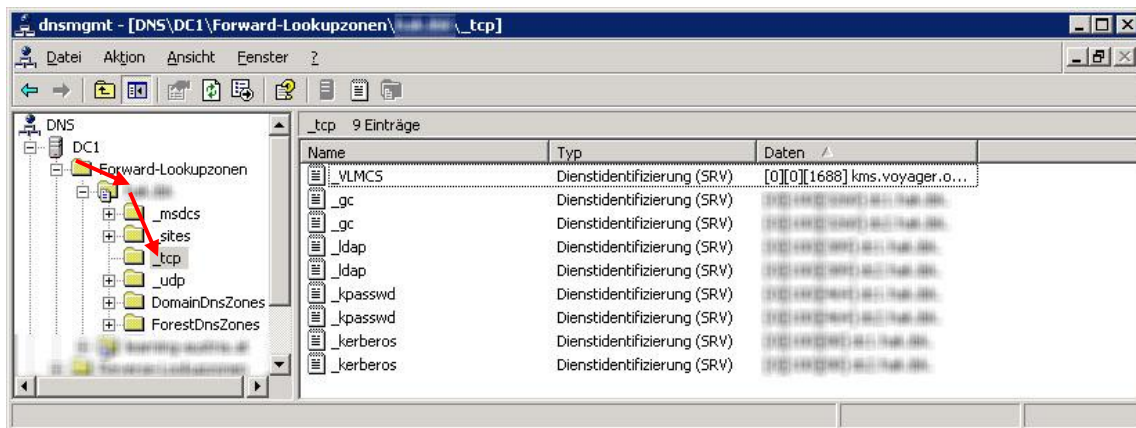 dnsmgmt - [DNS\DC1\Forward-Lookupzonen\ \_tcp]
Datei Aktion Ansicht Fenster ?
DNS
DC1
Forward-Lookupzonen
_msdcs
_sites
_tcp
_udp
DomainDnsZones
ForestDnsZones
_tcp 9 Einträge
Name Typ Daten
_VLMCS Dienstidentifizierung (SRV) [0][0][1688] kms.voyager.o...
_gc Dienstidentifizierung (SRV)
_gc Dienstidentifizierung (SRV)
_ldap Dienstidentifizierung (SRV)
_ldap Dienstidentifizierung (SRV)
_kpasswd Dienstidentifizierung (SRV)
_kpasswd Dienstidentifizierung (SRV)
_kerberos Dienstidentifizierung (SRV)
_kerberos Dienstidentifizierung (SRV)